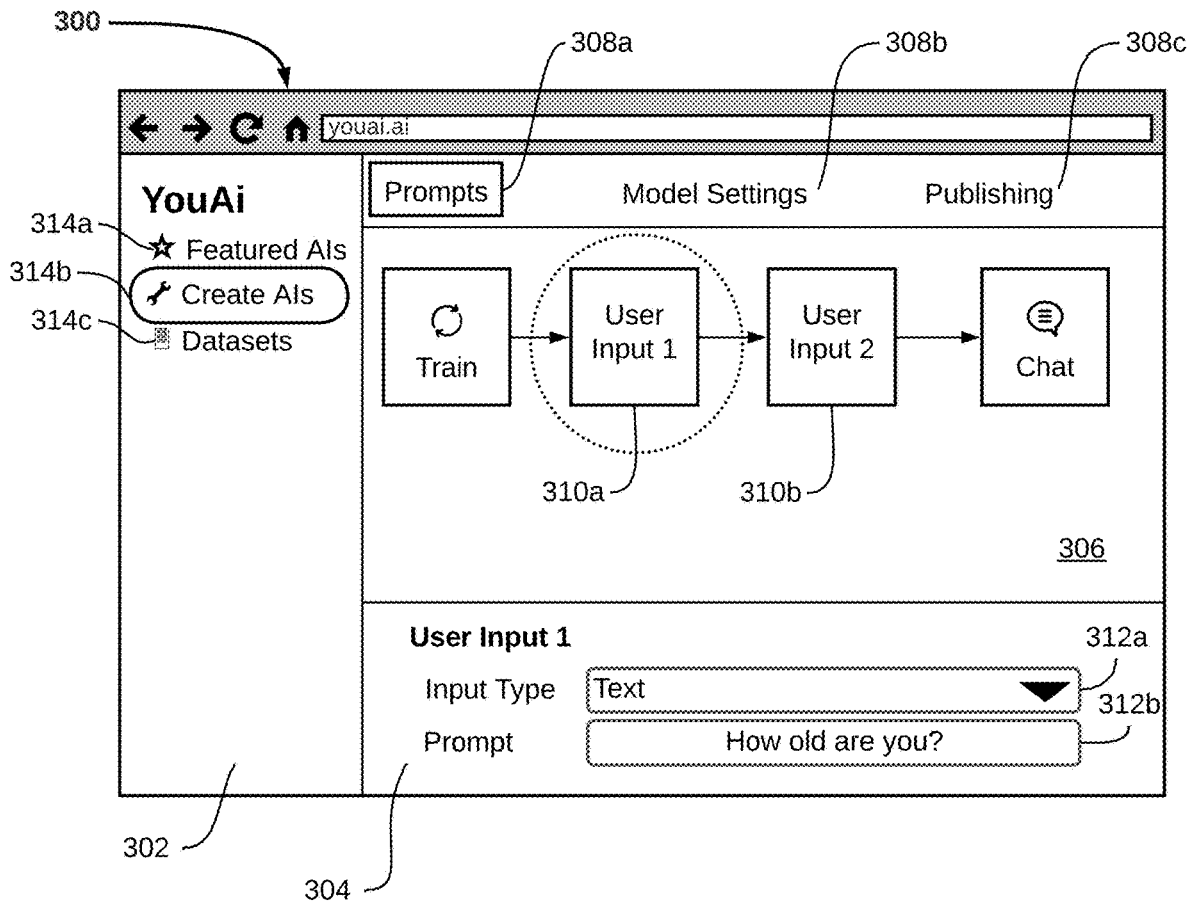 300
308a
308b
308c
youai.ai
YouAi
Prompts
Model Settings
Publishing
314a
Featured AIs
314b
Create AIs
314c
Datasets
Train
User
Input 1
User
Input 2
Chat
310a
310b
306
User Input 1
312a
Input Type
Text
312b
Prompt
How old are you?
302
304